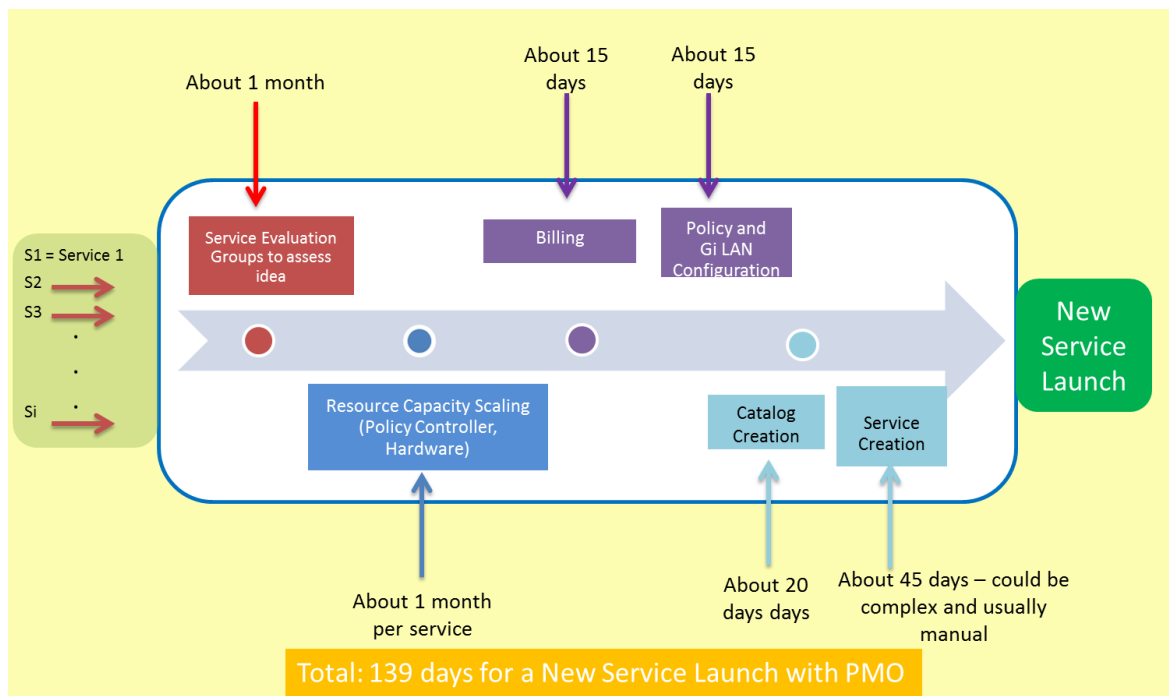 About 1 month
About 15
days
About 15
days
S1 = Service 1
S2
S3
.
.
.
Si
Service Evaluation
Groups to assess
idea
Billing
Policy and
Gi LAN
Configuration
Resource Capacity Scaling
(Policy Controller,
Hardware)
Catalog
Creation
Service
Creation
New
Service
Launch
About 1 month
per service
About 20
days days
About 45 days – could be
complex and usually
manual
Total: 139 days for a New Service Launch with PMO